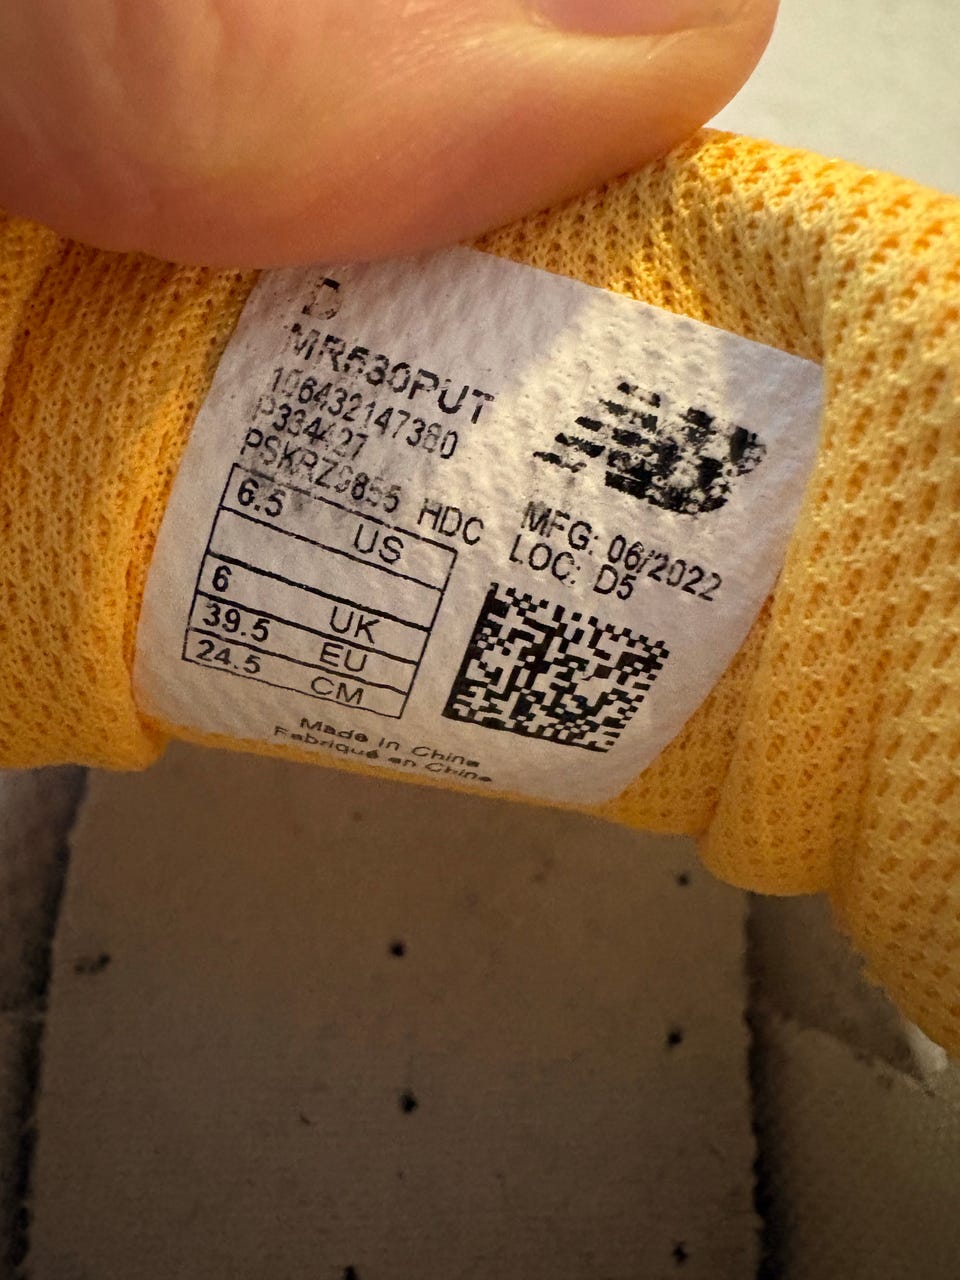 D
MR530PUT
106432147380
P334427
PSKRZ9855 HDC
6.5 US
6 UK
39.5 EU
24.5 CM
MFG: 06/2022
LOC: D5
Made in China
Fabriqué en Chine